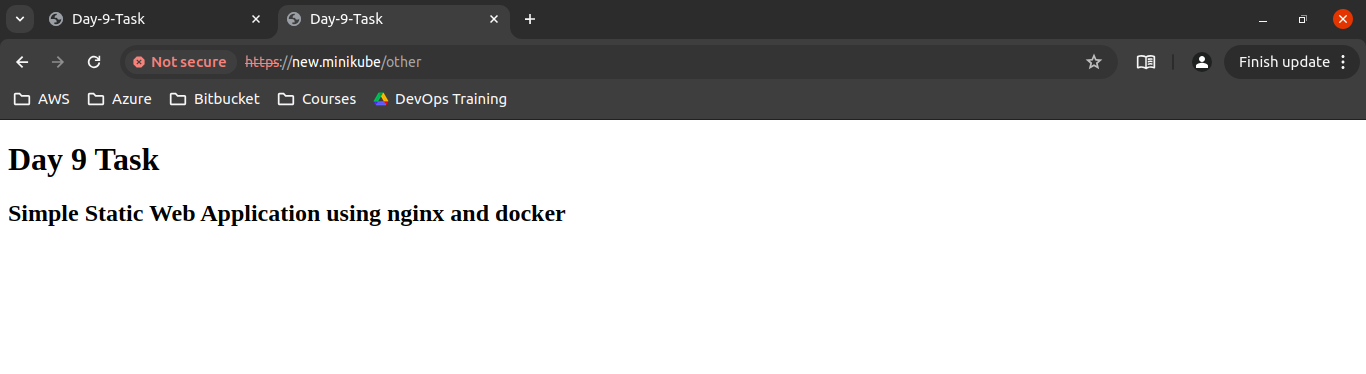 Day-9-Task
Day-9-Task
Not secure https://new.minikube/other
Finish update
AWS Azure Bitbucket Courses DevOps Training
Day 9 Task
Simple Static Web Application using nginx and docker